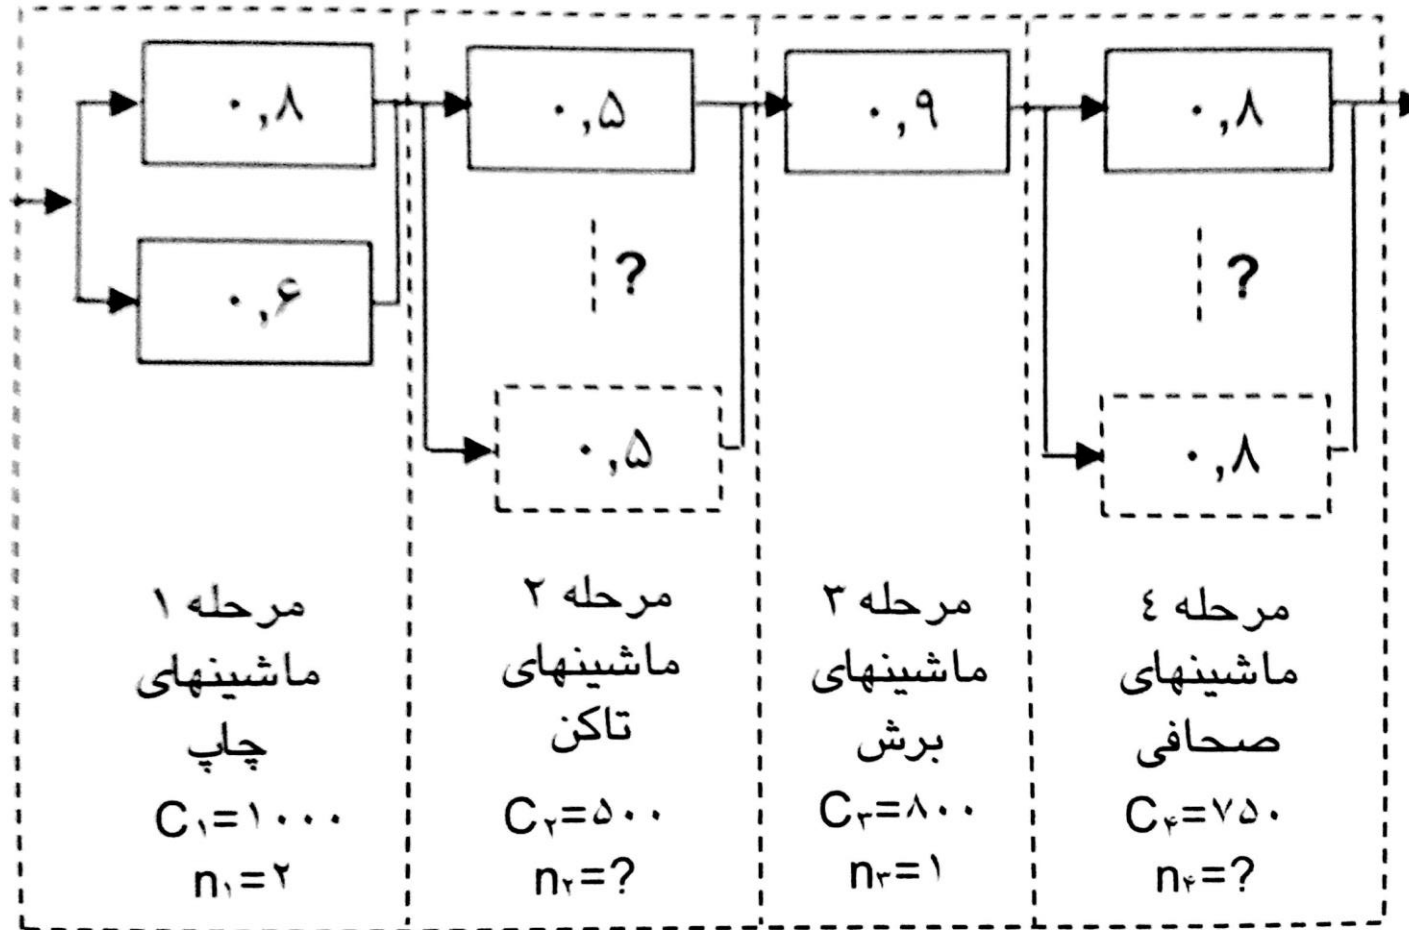 ۰,۸
۰,۶
۰,۵
?
۰,۵
۰,۹
۰,۸
?
۰,۸
مرحله ۱
ماشینهای
چاپ
C۱=۱۰۰۰
n۱=۲
مرحله ۲
ماشینهای
تاکن
C۲=۵۰۰
n۲=?
مرحله ۳
ماشینهای
برش
C۳=۸۰۰
n۳=۱
مرحله ٤
ماشینهای
صحافی
C۴=۷۵۰
n۴=?